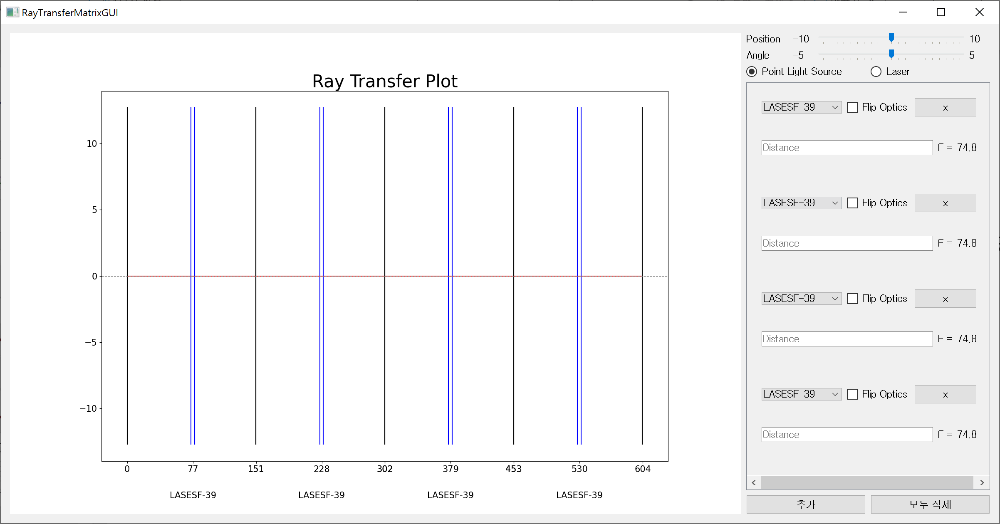 RayTransferMatrixGUI
Ray Transfer Plot
10
5
0
−5
−10
0 77 151 228 302 379 453 530 604
LASESF-39 LASESF-39 LASESF-39 LASESF-39
Position -10 10
Angle -5 5
Point Light Source Laser
LASESF-39 Flip Optics x
Distance F = 74.8
LASESF-39 Flip Optics x
Distance F = 74.8
LASESF-39 Flip Optics x
Distance F = 74.8
LASESF-39 Flip Optics x
Distance F = 74.8
추가 모두 삭제